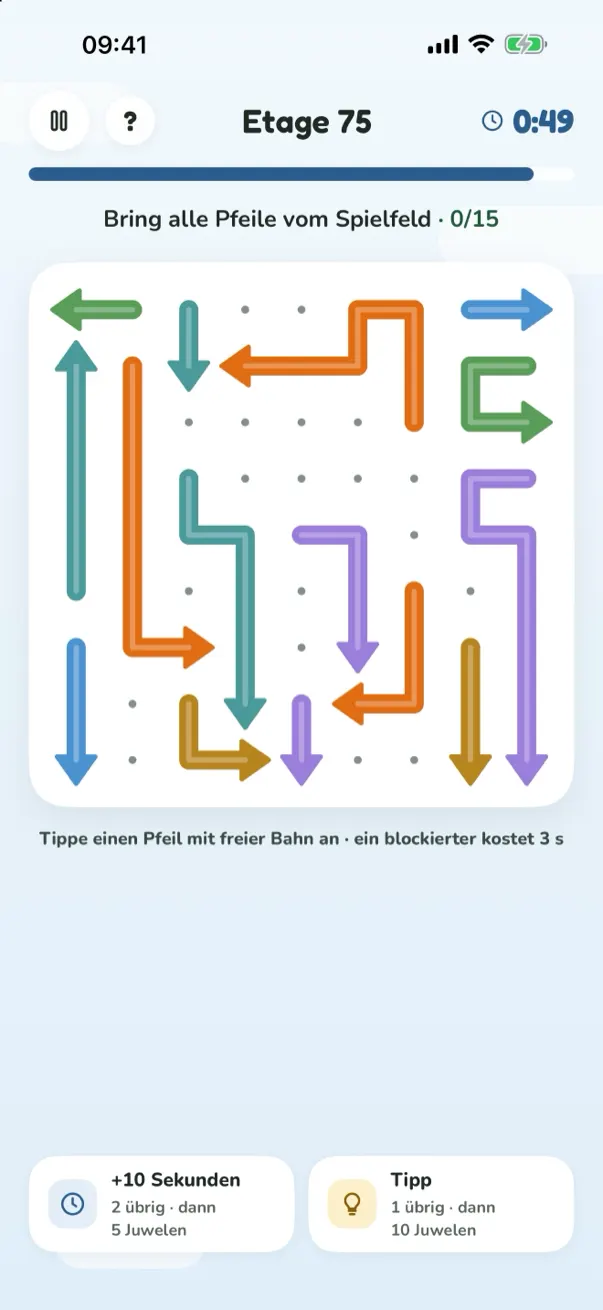 09:41
?
Etage 75
0:49
Bring alle Pfeile vom Spielfeld · 0/15
Tippe einen Pfeil mit freier Bahn an · ein blockierter kostet 3 s
+10 Sekunden
2 übrig · dann
5 Juwelen
Tipp
1 übrig · dann
10 Juwelen